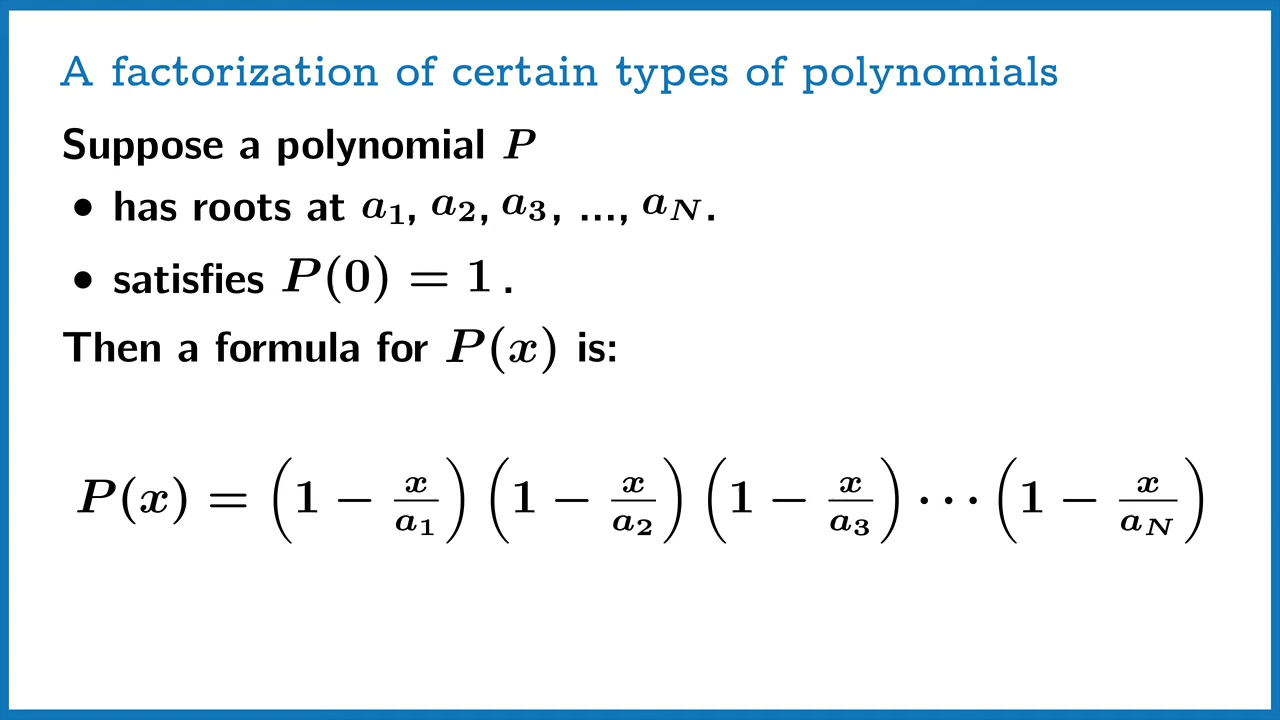 A factorization of certain types of polynomials
Suppose a polynomial P
• has roots at a₁, a₂, a₃, ..., a_N.
• satisfies P(0) = 1.
Then a formula for P(x) is:
P(x) = (1 − x/a₁) (1 − x/a₂) (1 − x/a₃) ⋯ (1 − x/a_N)